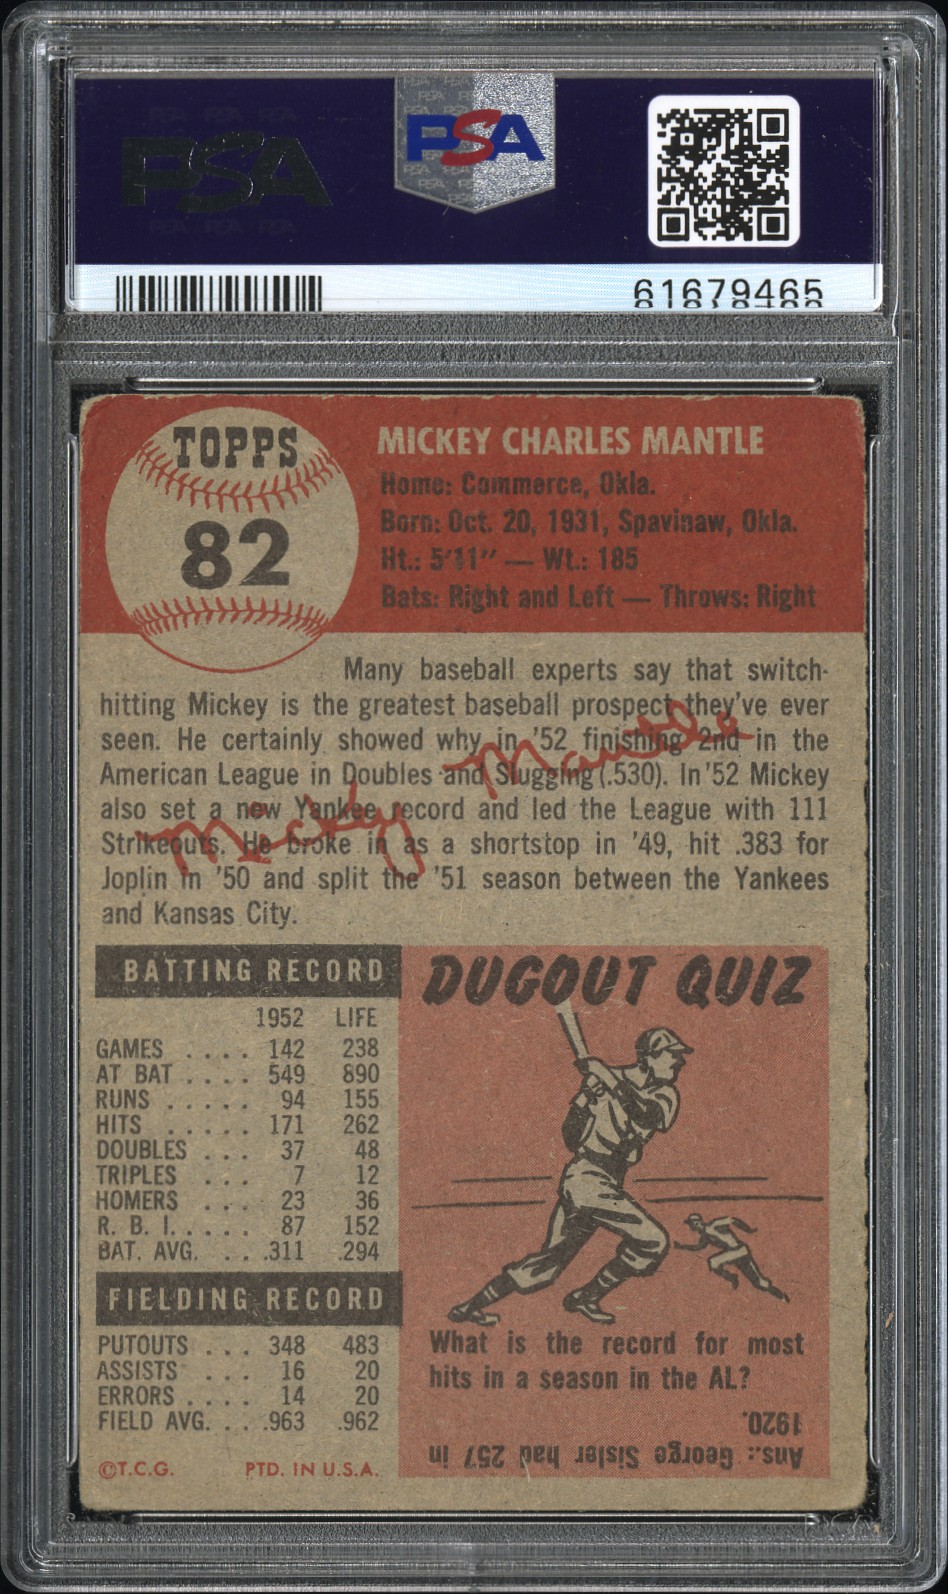 PSA
PSA
61679465
TOPPS
82
MICKEY CHARLES MANTLE
Home: Commerce, Okla.
Born: Oct. 20, 1931, Spavinaw, Okla.
Ht.: 5'11" — Wt.: 185
Bats: Right and Left — Throws: Right
Many baseball experts say that switch-
hitting Mickey is the greatest baseball prospect they've ever
seen. He certainly showed why in '52 finishing 2nd in the
American League in Doubles and Slugging (.530). In '52 Mickey
also set a new Yankee record and led the League with 111
Strikeouts. He broke in as a shortstop in '49, hit .383 for
Joplin in '50 and split the '51 season between the Yankees
and Kansas City.
Micky Mantle
BATTING RECORD
1952 LIFE
GAMES .... 142 238
AT BAT .... 549 890
RUNS ..... 94 155
HITS ..... 171 262
DOUBLES ... 37 48
TRIPLES ... 7 12
HOMERS ... 23 36
R. B. I. .... 87 152
BAT. AVG. ... .311 .294
FIELDING RECORD
PUTOUTS ... 348 483
ASSISTS ... 16 20
ERRORS .... 14 20
FIELD AVG. ... .963 .962
©T.C.G. PTD. IN U.S.A.
DUGOUT QUIZ
What is the record for most
hits in a season in the AL?
Ans.: George Sisler had 257 in
1920.